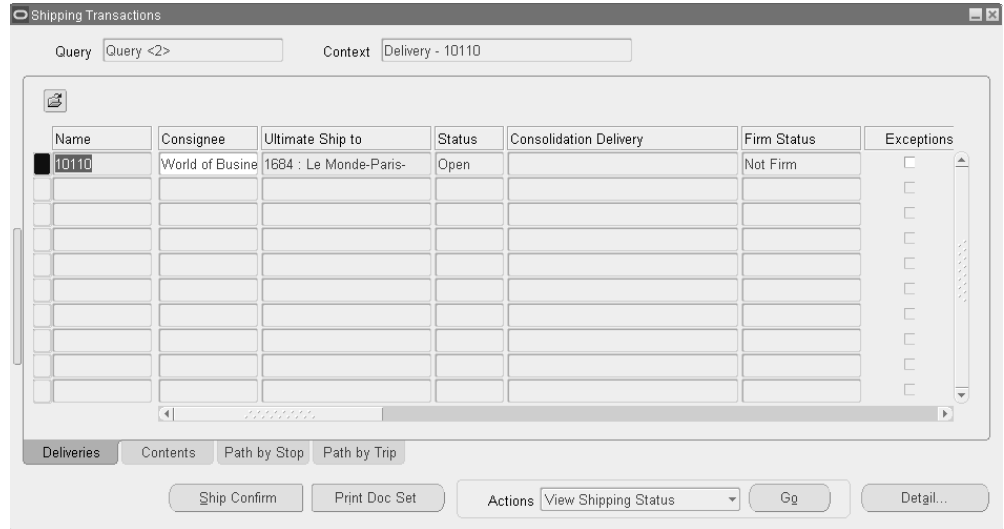 Shipping Transactions
Query Query <2> Context Delivery - 10110
Name Consignee Ultimate Ship to Status Consolidation Delivery Firm Status Exceptions
10110 World of Busine 1684 : Le Monde-Paris- Open Not Firm
Deliveries Contents Path by Stop Path by Trip
Ship Confirm Print Doc Set Actions View Shipping Status Go Detail...